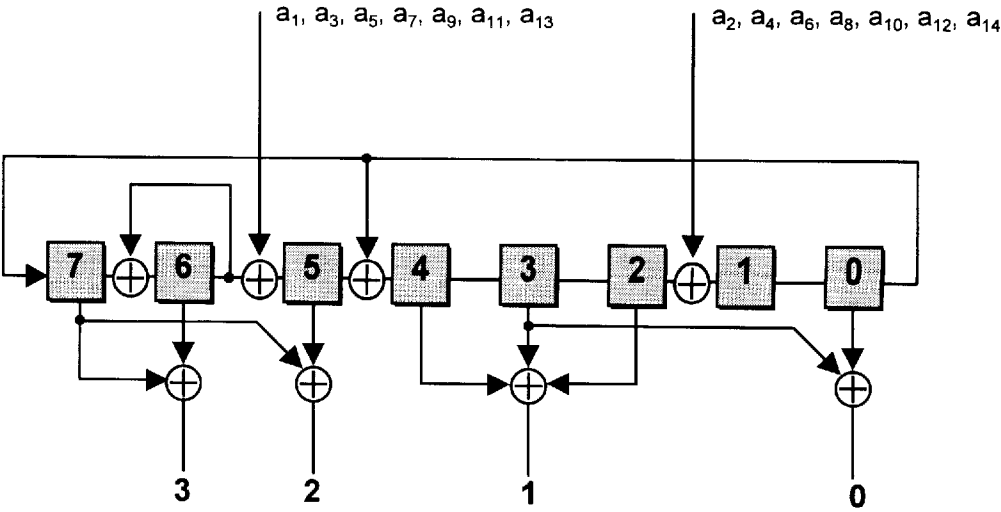 a₁, a₃, a₅, a₇, a₉, a₁₁, a₁₃
a₂, a₄, a₆, a₈, a₁₀, a₁₂, a₁₄
7 6 5 4 3 2 1 0
3 2 1 0